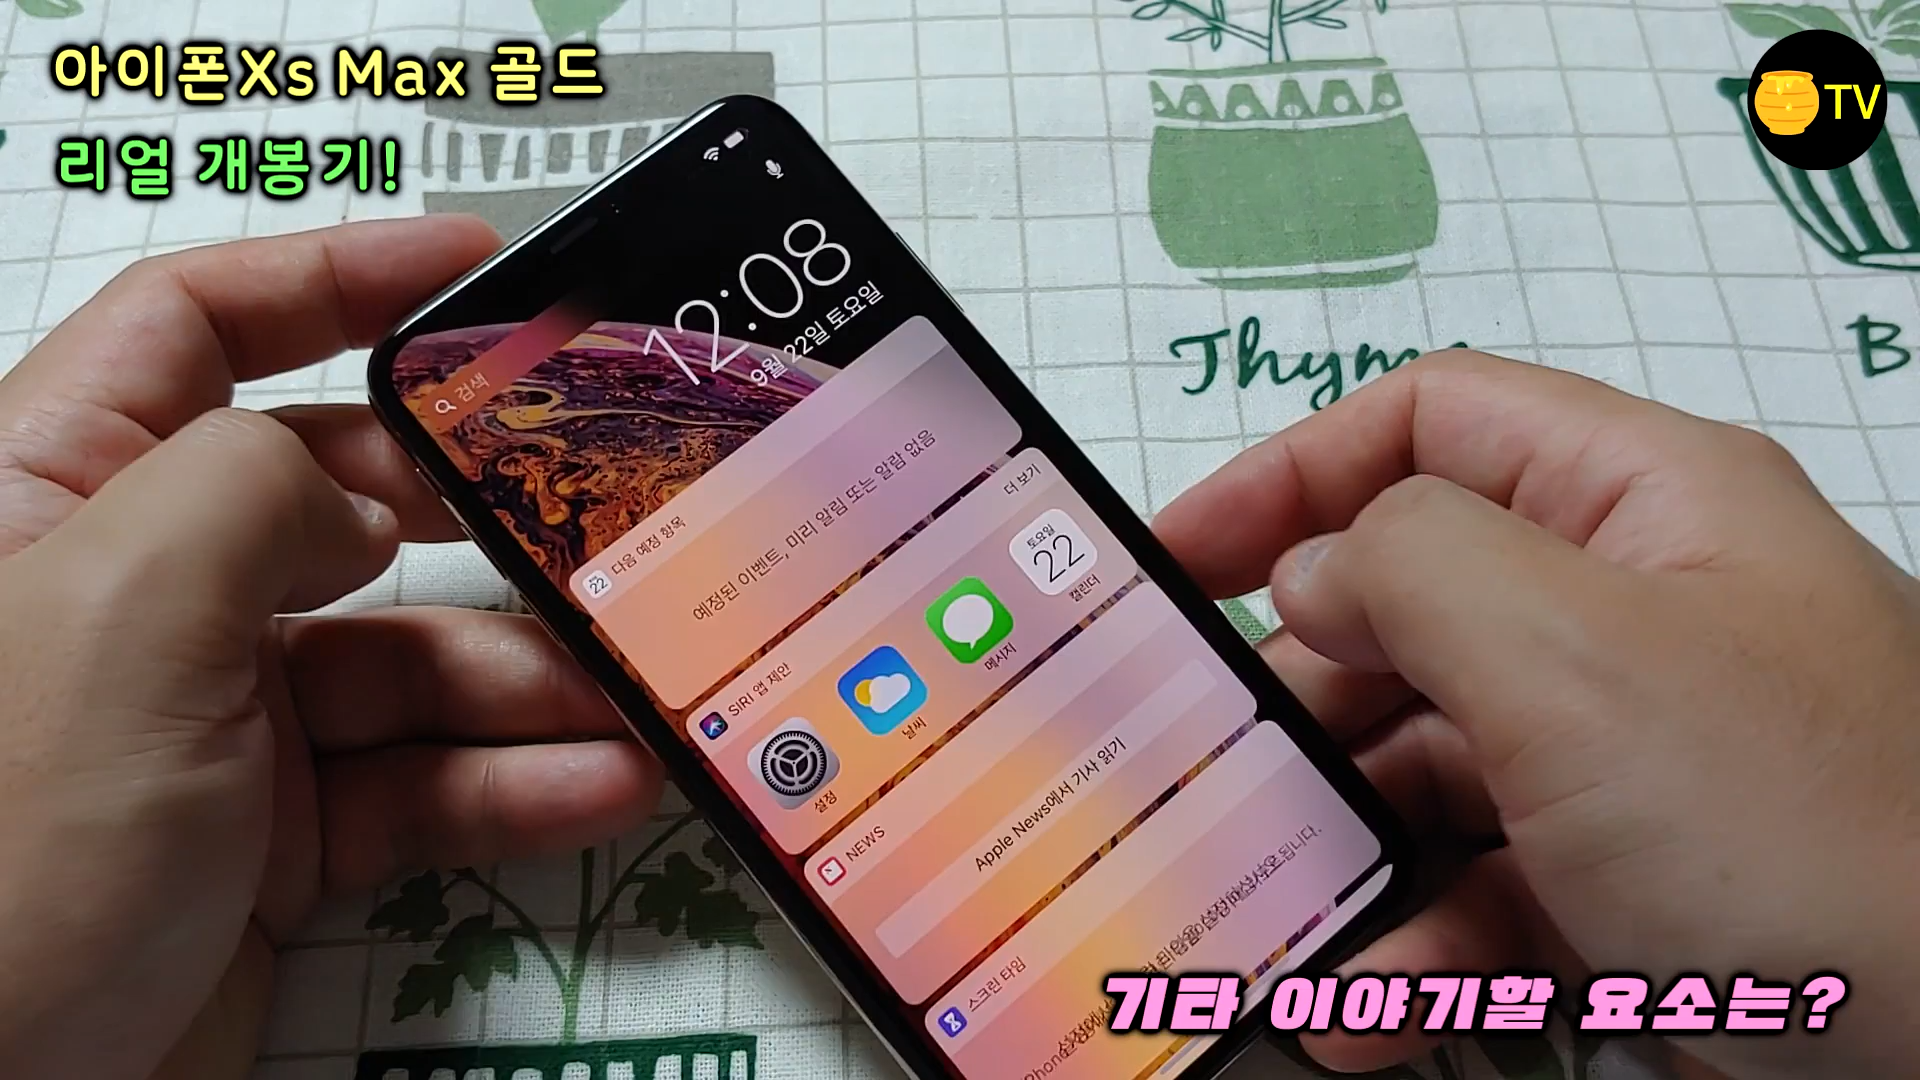 아이폰Xs Max 골드
리얼 개봉기!
TV
12:08
9월 22일 토요일
검색
Thyme
B
22
다음 예정 항목
예정된 이벤트, 미리 알림 또는 알람 없음
SIRI 앱 제안
더 보기
설정
날씨
메시지
토요일
22
캘린더
NEWS
Apple News에서 기사 읽기
스크린 타임
기타 이야기할 요소는?